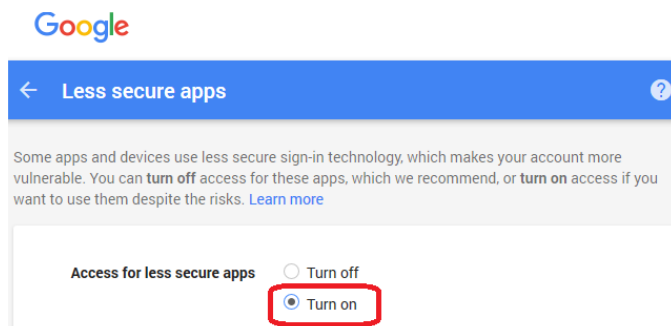 Google
Less secure apps
?
Some apps and devices use less secure sign-in technology, which makes your account more
vulnerable. You can turn off access for these apps, which we recommend, or turn on access if you
want to use them despite the risks. Learn more
Access for less secure apps
Turn off
Turn on